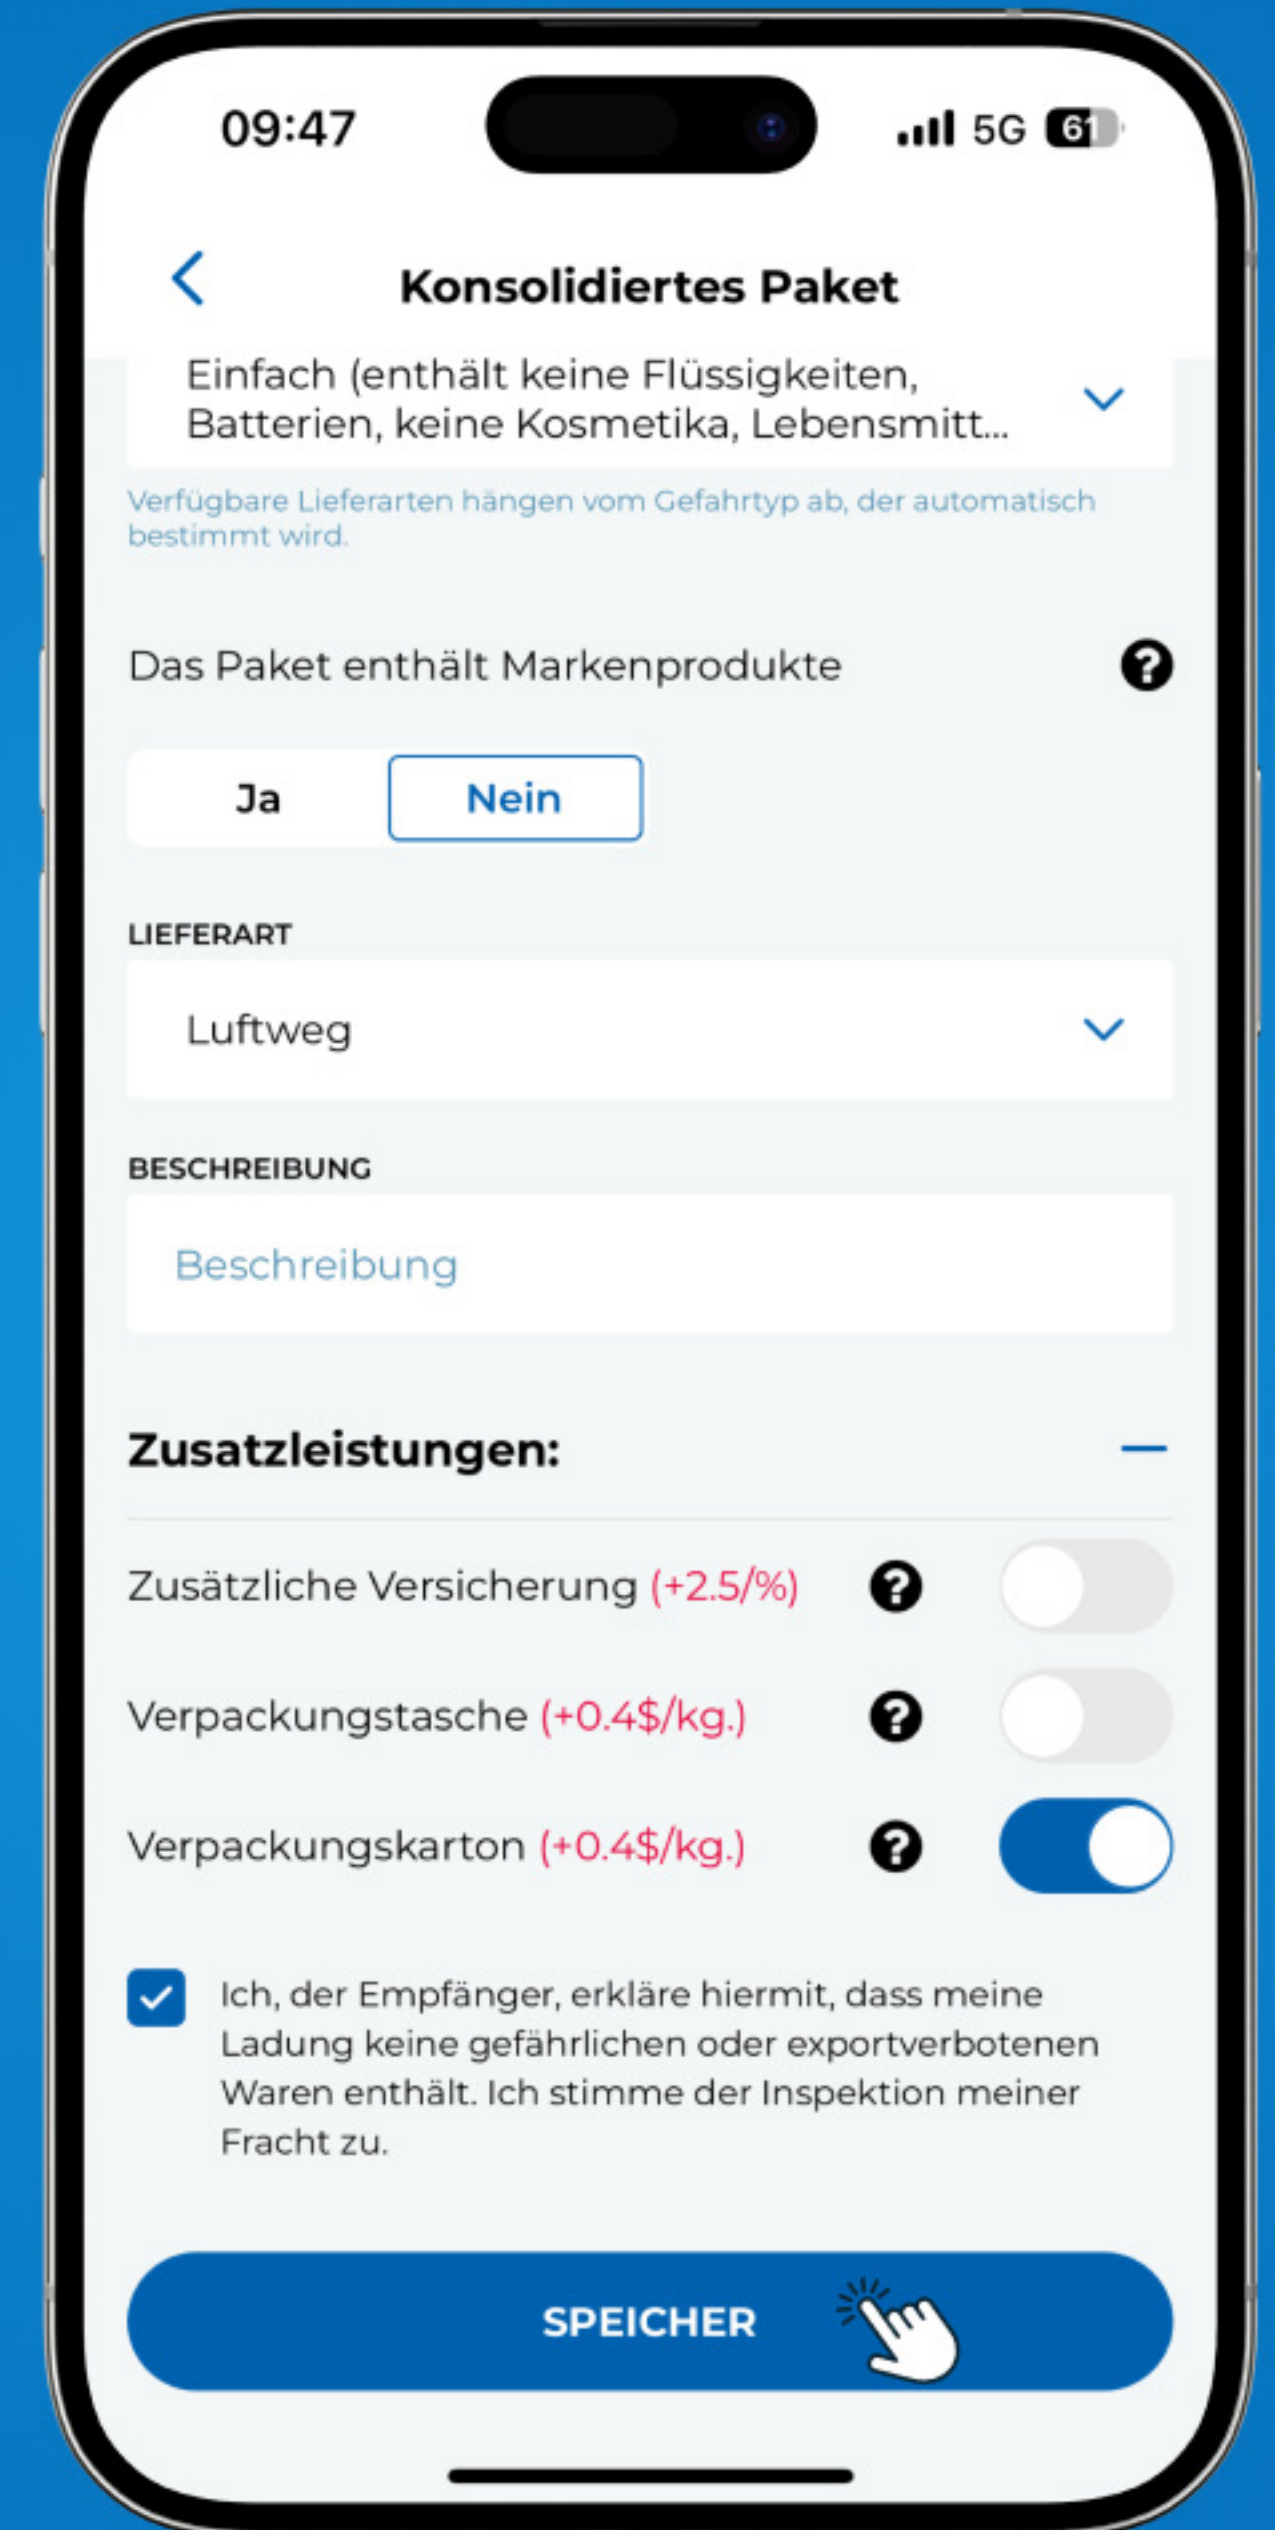 09:47
5G 61
Konsolidiertes Paket
Einfach (enthält keine Flüssigkeiten,
Batterien, keine Kosmetika, Lebensmitt...
Verfügbare Lieferarten hängen vom Gefahrtyp ab, der automatisch
bestimmt wird.
Das Paket enthält Markenprodukte
?
Ja
Nein
LIEFERART
Luftweg
BESCHREIBUNG
Beschreibung
Zusatzleistungen:
Zusätzliche Versicherung (+2.5/%)
?
Verpackungstasche (+0.4$/kg.)
?
Verpackungskarton (+0.4$/kg.)
?
Ich, der Empfänger, erkläre hiermit, dass meine
Ladung keine gefährlichen oder exportverbotenen
Waren enthält. Ich stimme der Inspektion meiner
Fracht zu.
SPEICHER